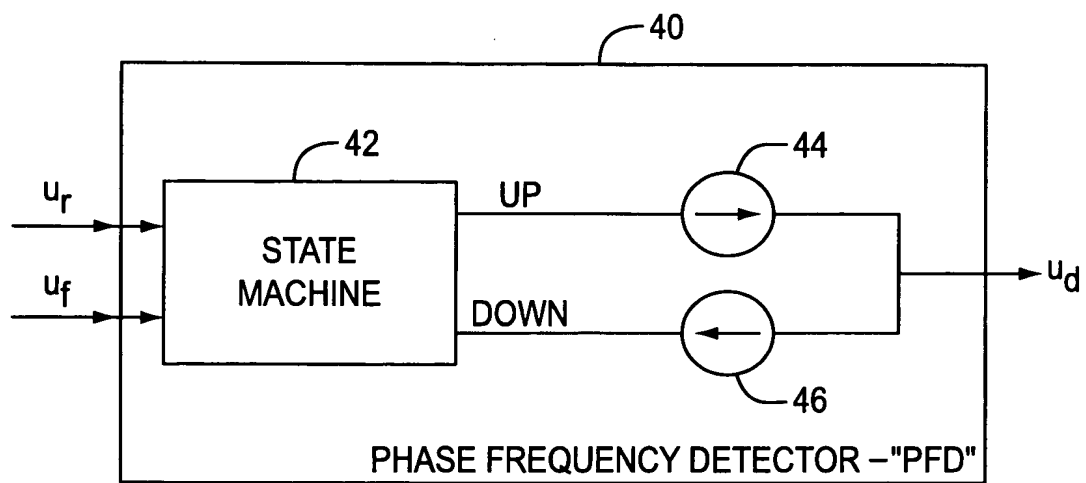 40
42
44
u_r
UP
STATE
MACHINE
u_f
u_d
DOWN
46
PHASE FREQUENCY DETECTOR –"PFD"